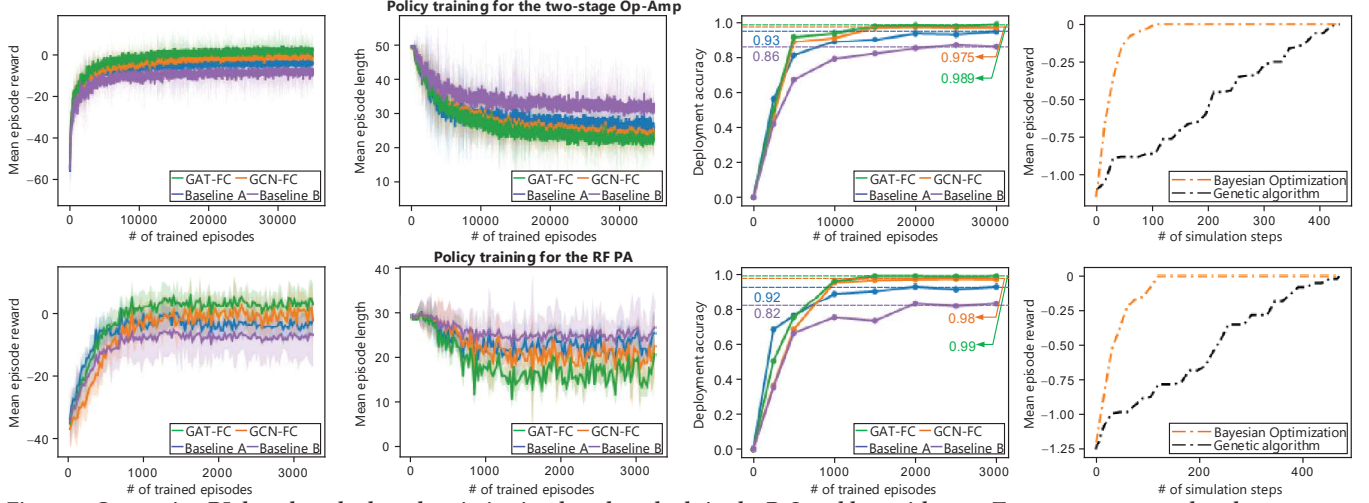 Policy training for the two-stage Op-Amp
Mean episode reward
0
−20
−40
−60
0 10000 20000 30000
# of trained episodes
GAT-FC GCN-FC
Baseline A Baseline B
Mean episode length
50
40
30
20
10
0 10000 20000 30000
# of trained episodes
GAT-FC GCN-FC
Baseline A Baseline B
Deployment accuracy
1.0
0.8
0.6
0.4
0.2
0.0
0.93
0.86
0.975
0.989
0 10000 20000 30000
# of trained episodes
GAT-FC GCN-FC
Baseline A Baseline B
Mean episode reward
0
−0.25
−0.50
−0.75
−1.00
0 100 200 300 400
# of simulation steps
Bayesian Optimization
Genetic algorithm
Policy training for the RF PA
Mean episode reward
0
−20
−40
0 1000 2000 3000
# of trained episodes
GAT-FC GCN-FC
Baseline A Baseline B
Mean episode length
40
30
20
10
0
0 1000 2000 3000
# of trained episodes
GAT-FC GCN-FC
Baseline A Baseline B
Deployment accuracy
1.0
0.8
0.6
0.4
0.2
0.0
0.92
0.82
0.98
0.99
0 1000 2000 3000
# of trained episodes
GAT-FC GCN-FC
Baseline A Baseline B
Mean episode reward
0
−0.25
−0.50
−0.75
−1.00
−1.25
0 200 400
# of simulation steps
Bayesian Optimization
Genetic algorithm